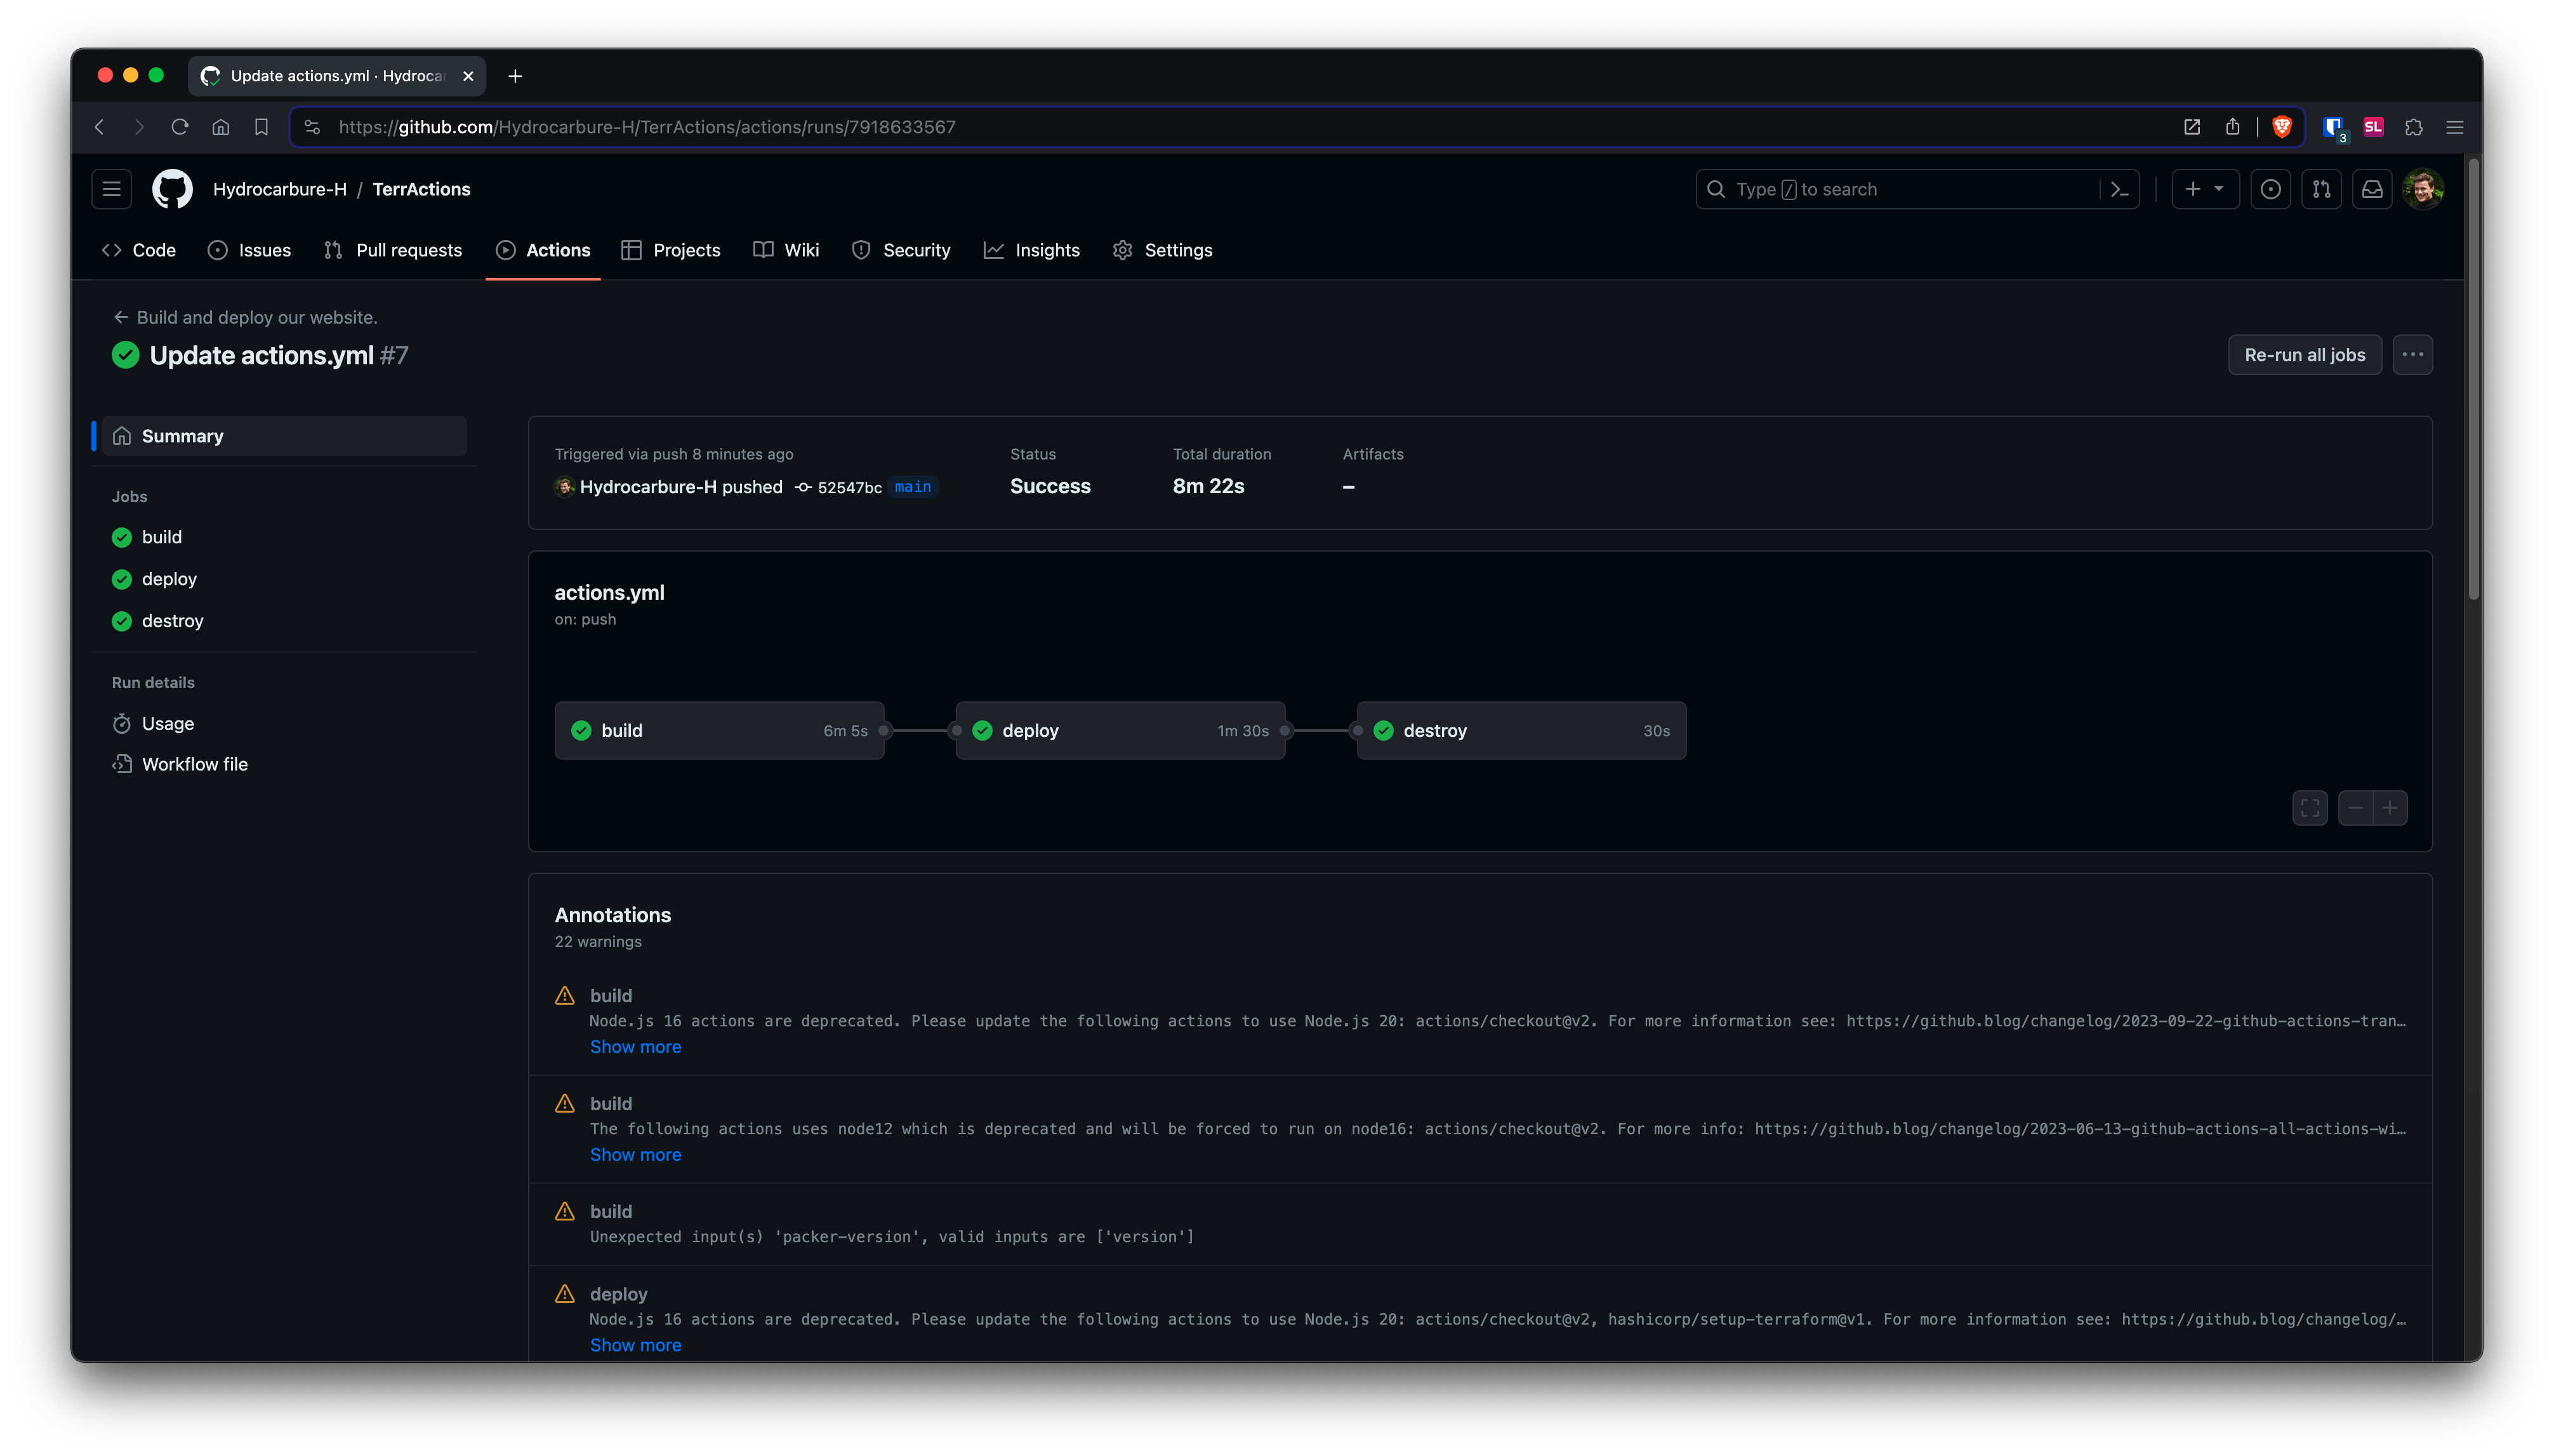 Update actions.yml · Hydrocar
https://github.com/Hydrocarbure-H/TerrActions/actions/runs/7918633567
3
SL
Hydrocarbure-H / TerrActions
Type / to search
Code
Issues
Pull requests
Actions
Projects
Wiki
Security
Insights
Settings
← Build and deploy our website.
Update actions.yml #7
Re-run all jobs
Summary
Jobs
build
deploy
destroy
Run details
Usage
Workflow file
Triggered via push 8 minutes ago
Hydrocarbure-H pushed 52547bc main
Status
Success
Total duration
8m 22s
Artifacts
–
actions.yml
on: push
build 6m 5s
deploy 1m 30s
destroy 30s
Annotations
22 warnings
build
Node.js 16 actions are deprecated. Please update the following actions to use Node.js 20: actions/checkout@v2. For more information see: https://github.blog/changelog/2023-09-22-github-actions-tran…
Show more
build
The following actions uses node12 which is deprecated and will be forced to run on node16: actions/checkout@v2. For more info: https://github.blog/changelog/2023-06-13-github-actions-all-actions-wi…
Show more
build
Unexpected input(s) 'packer-version', valid inputs are ['version']
deploy
Node.js 16 actions are deprecated. Please update the following actions to use Node.js 20: actions/checkout@v2, hashicorp/setup-terraform@v1. For more information see: https://github.blog/changelog/…
Show more